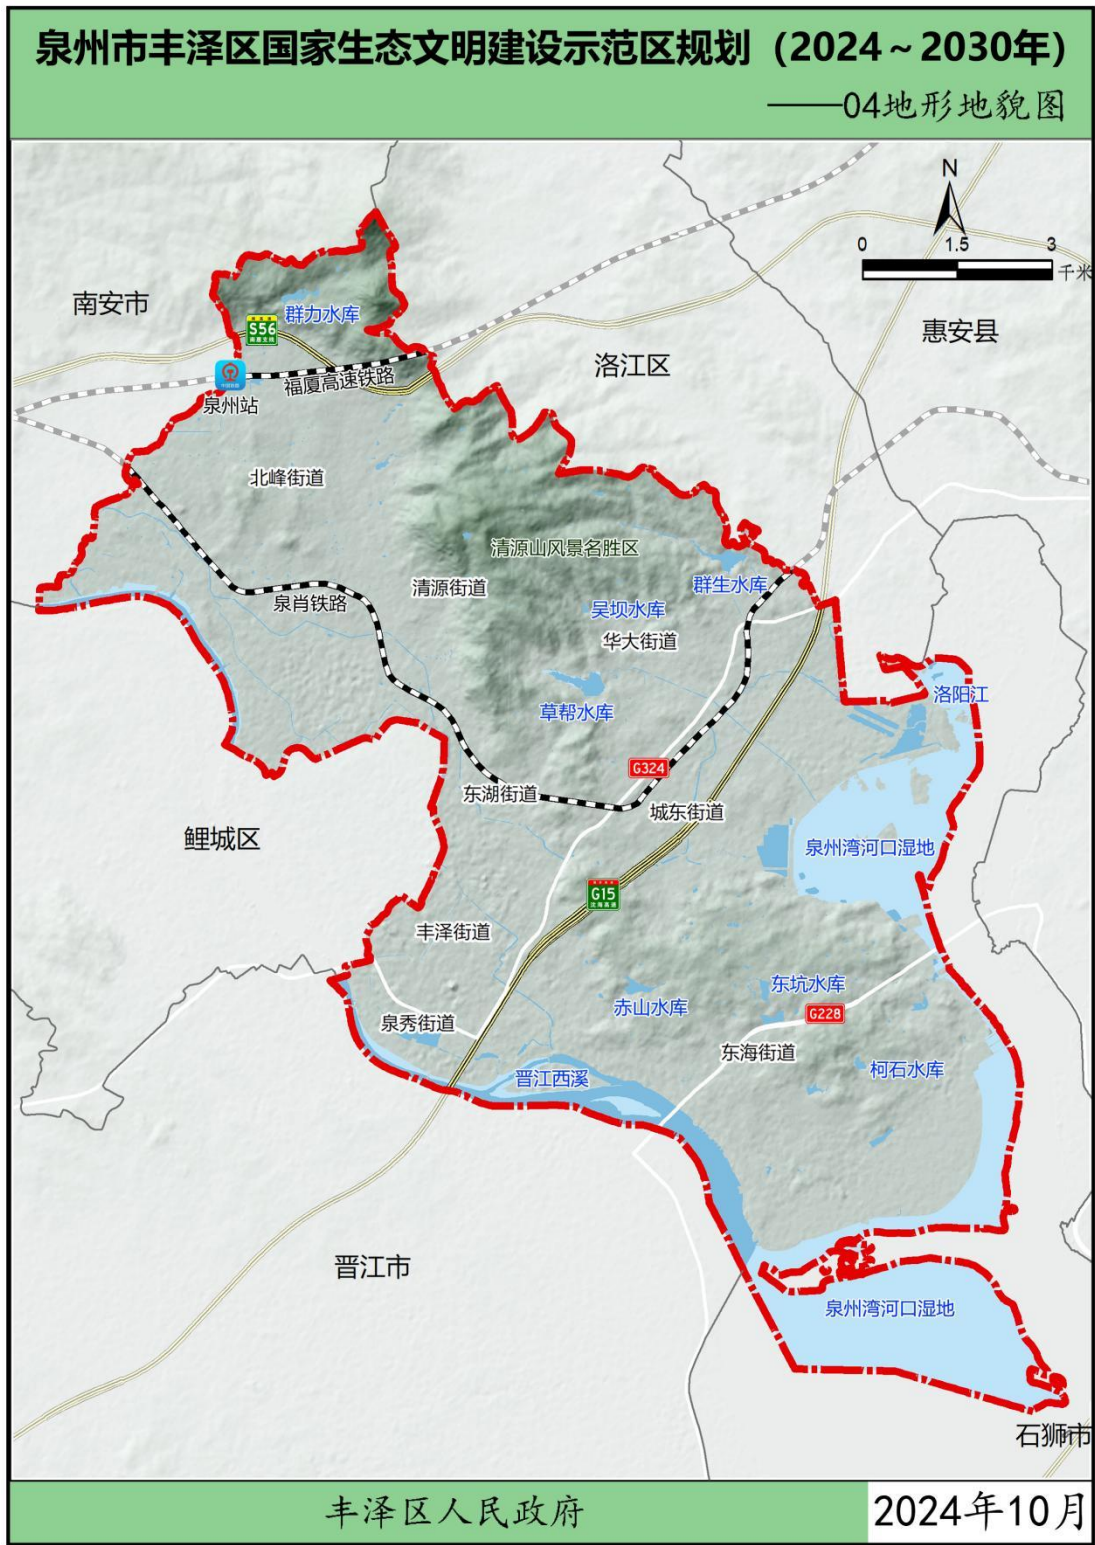 泉州市丰泽区国家生态文明建设示范区规划（2024～2030年）
——04地形地貌图
N
0 1.5 3
千米
南安市
群力水库
S56
惠安县
洛江区
福厦高速铁路
泉州站
北峰街道
清源山风景名胜区
群生水库
清源街道
泉肖铁路
吴坝水库
华大街道
洛阳江
草帮水库
G324
东湖街道
城东街道
鲤城区
泉州湾河口湿地
G15
沈海高速
丰泽街道
东坑水库
赤山水库
G228
泉秀街道
东海街道
柯石水库
晋江西溪
晋江市
泉州湾河口湿地
石狮市
丰泽区人民政府
2024年10月